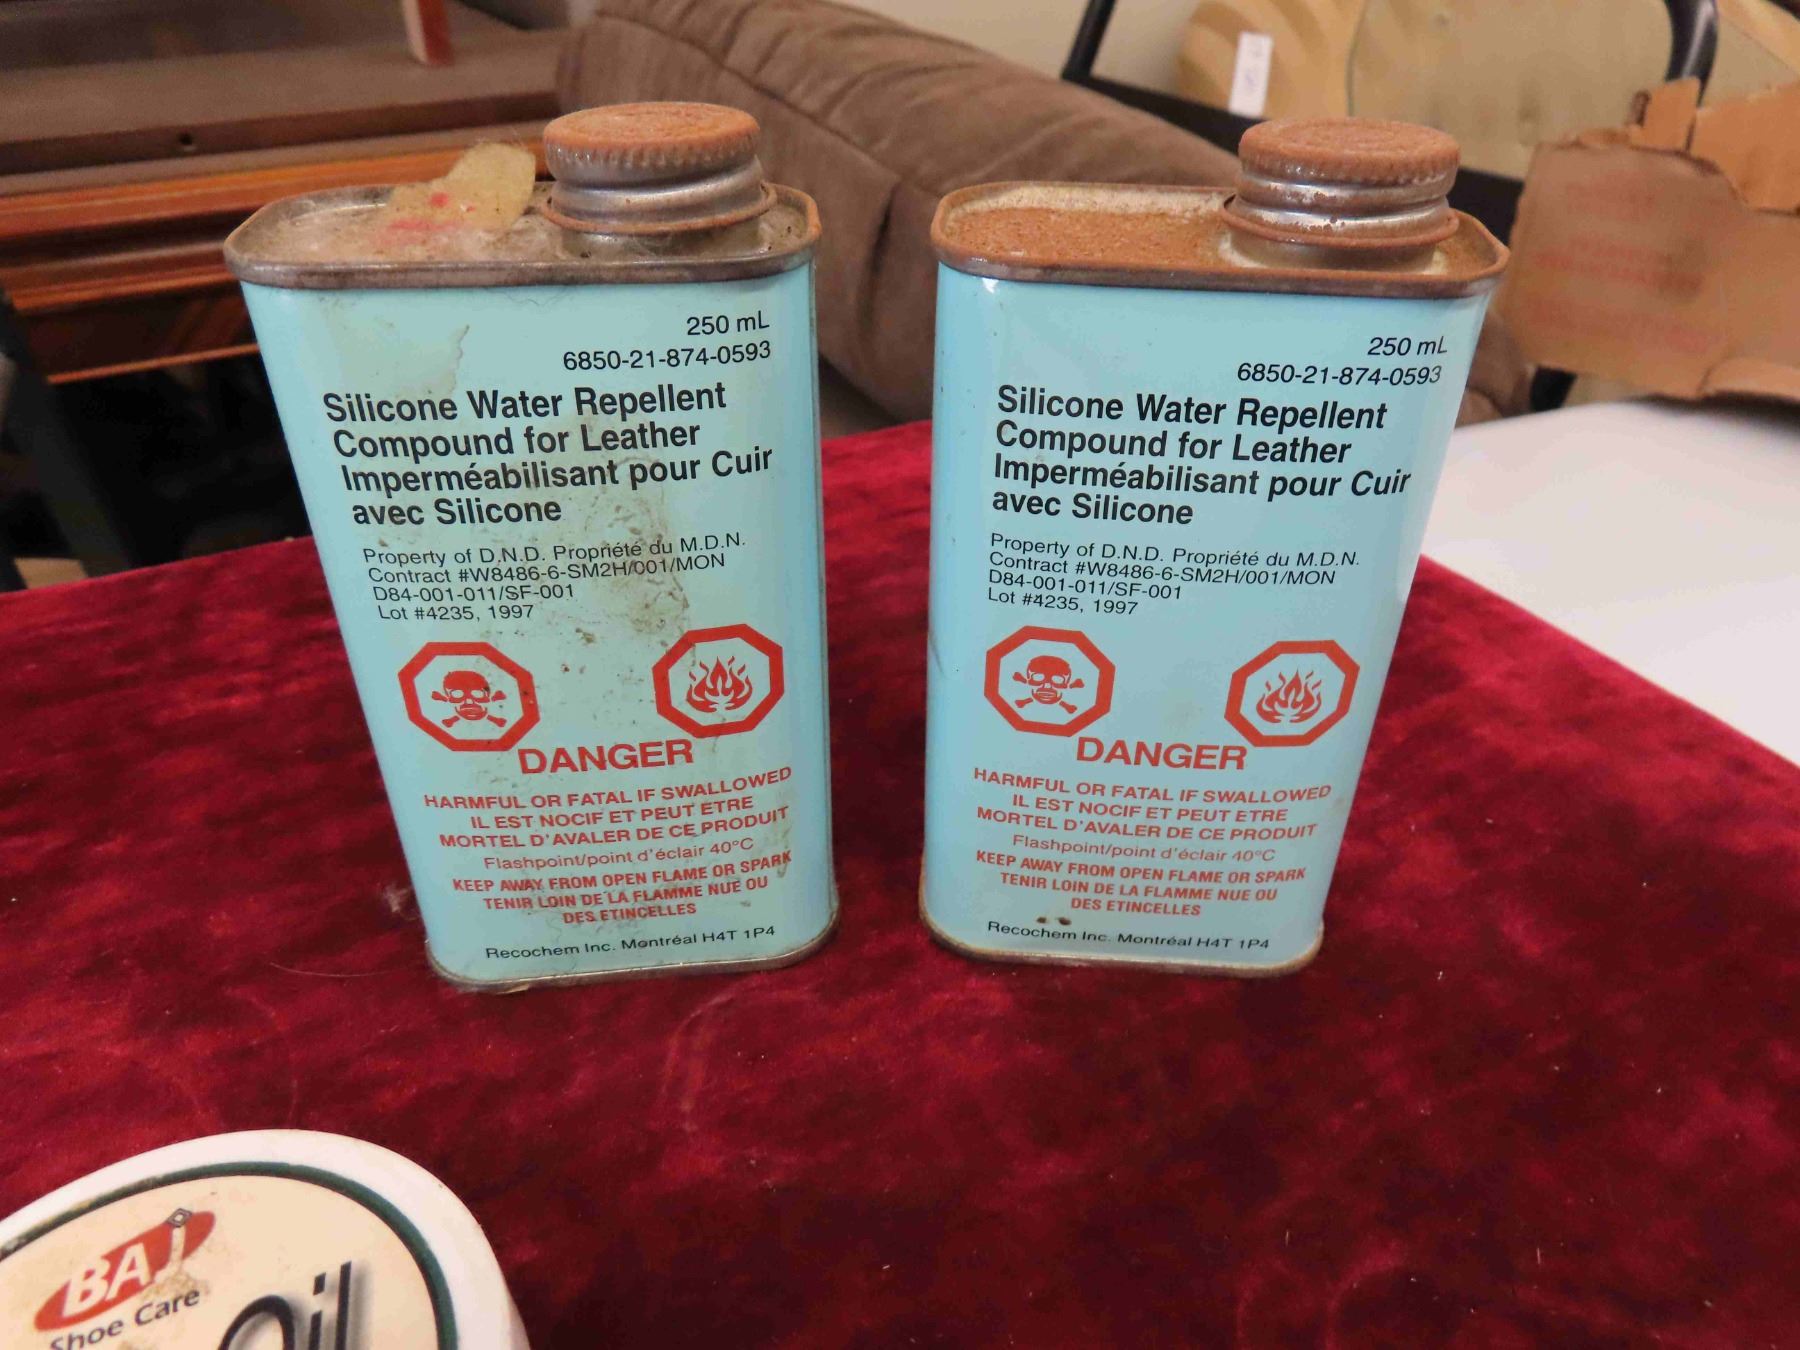 250 mL
6850-21-874-0593
Silicone Water Repellent
Compound for Leather
Imperméabilisant pour Cuir
avec Silicone
Property of D.N.D. Propriété du M.D.N.
Contract #W8486-6-SM2H/001/MON
D84-001-011/SF-001
Lot #4235, 1997
DANGER
HARMFUL OR FATAL IF SWALLOWED
IL EST NOCIF ET PEUT ETRE
MORTEL D'AVALER DE CE PRODUIT
Flashpoint/point d'éclair 40°C
KEEP AWAY FROM OPEN FLAME OR SPARK
TENIR LOIN DE LA FLAMME NUE OU
DES ETINCELLES
Recochem Inc. Montréal H4T 1P4
250 mL
6850-21-874-0593
Silicone Water Repellent
Compound for Leather
Imperméabilisant pour Cuir
avec Silicone
Property of D.N.D. Propriété du M.D.N.
Contract #W8486-6-SM2H/001/MON
D84-001-011/SF-001
Lot #4235, 1997
DANGER
HARMFUL OR FATAL IF SWALLOWED
IL EST NOCIF ET PEUT ETRE
MORTEL D'AVALER DE CE PRODUIT
Flashpoint/point d'éclair 40°C
KEEP AWAY FROM OPEN FLAME OR SPARK
TENIR LOIN DE LA FLAMME NUE OU
DES ETINCELLES
Recochem Inc. Montréal H4T 1P4
Shoe Care
Oil